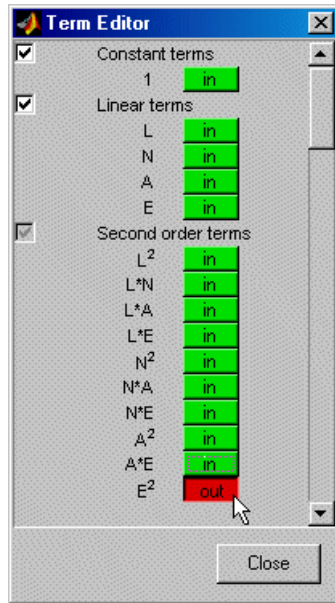 Term Editor
Constant terms
1 in
Linear terms
L in
N in
A in
E in
Second order terms
L² in
L*N in
L*A in
L*E in
N² in
N*A in
N*E in
A² in
A*E in
E² out
Close